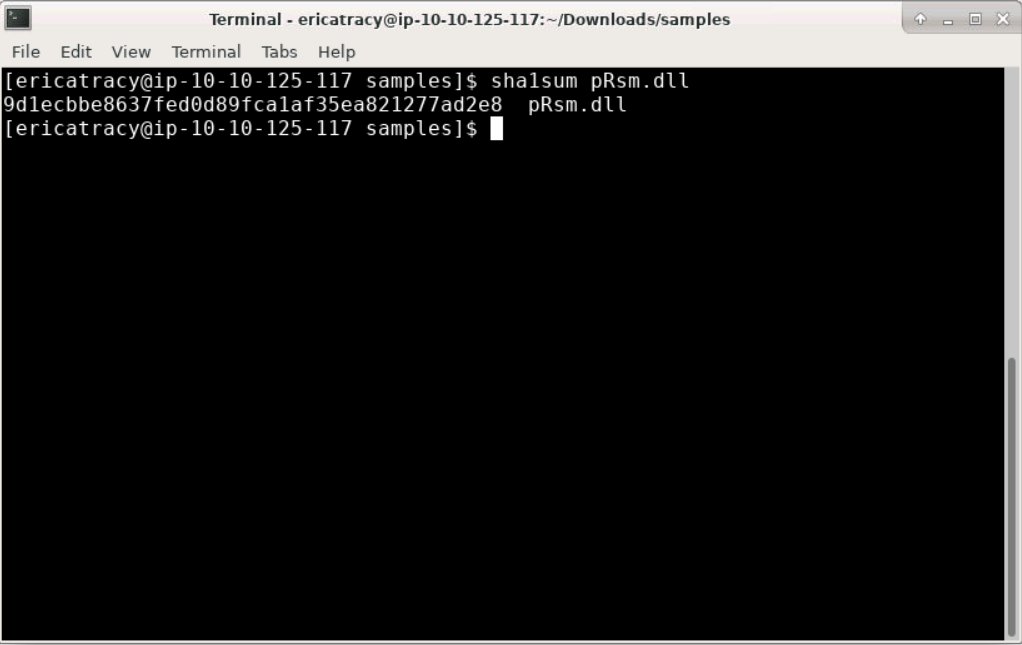 Terminal - ericatracy@ip-10-10-125-117:~/Downloads/samples
File Edit View Terminal Tabs Help
[ericatracy@ip-10-10-125-117 samples]$ sha1sum pRsm.dll
9d1ecbbe8637fed0d89fca1af35ea821277ad2e8  pRsm.dll
[ericatracy@ip-10-10-125-117 samples]$